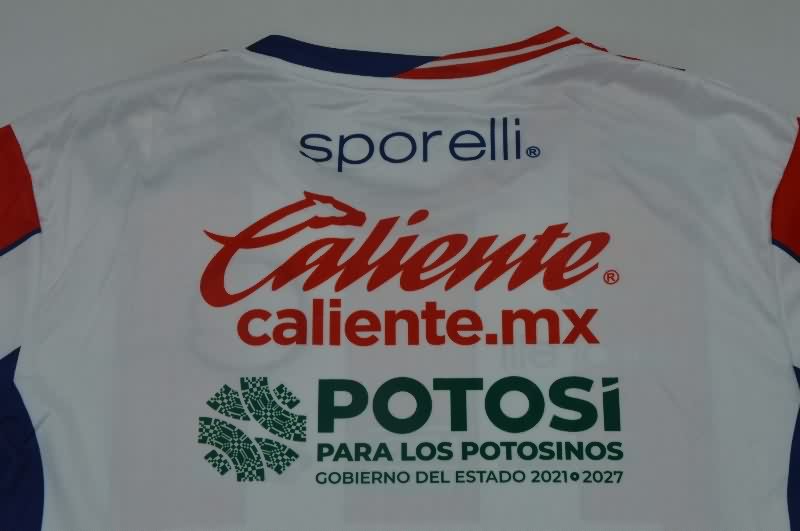 sporelli®
Caliente®
caliente.mx
POTOSÍ
PARA LOS POTOSINOS
GOBIERNO DEL ESTADO 2021•2027